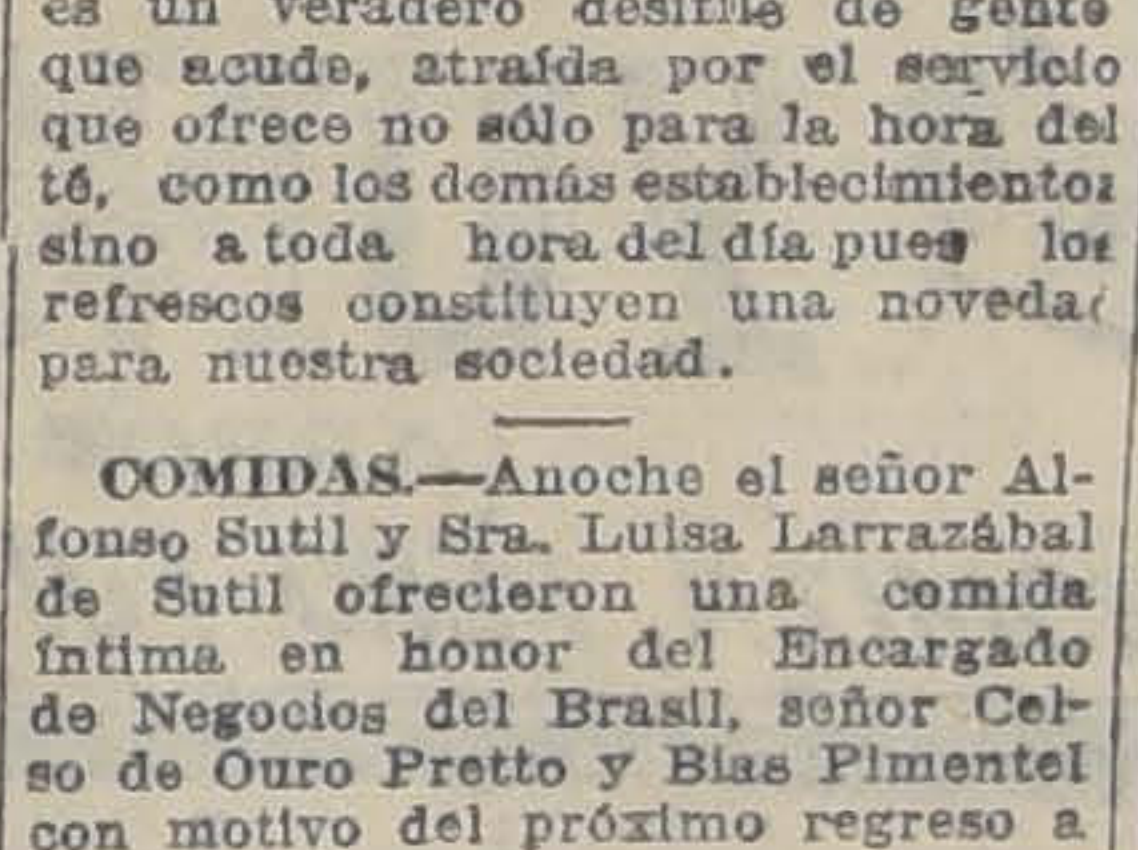 es un verdadero desfile de gente
que acude, atraída por el servicio
que ofrece no sólo para la hora del
té, como los demás establecimientos
sino a toda hora del día pues los
refrescos constituyen una novedad
para nuestra sociedad.
COMIDAS.—Anoche el señor Al-
fonso Sutil y Sra. Luisa Larrazábal
de Sutil ofrecieron una comida
íntima en honor del Encargado
de Negocios del Brasil, señor Cel-
so de Ouro Pretto y Blas Pimentel
con motivo del próximo regreso a